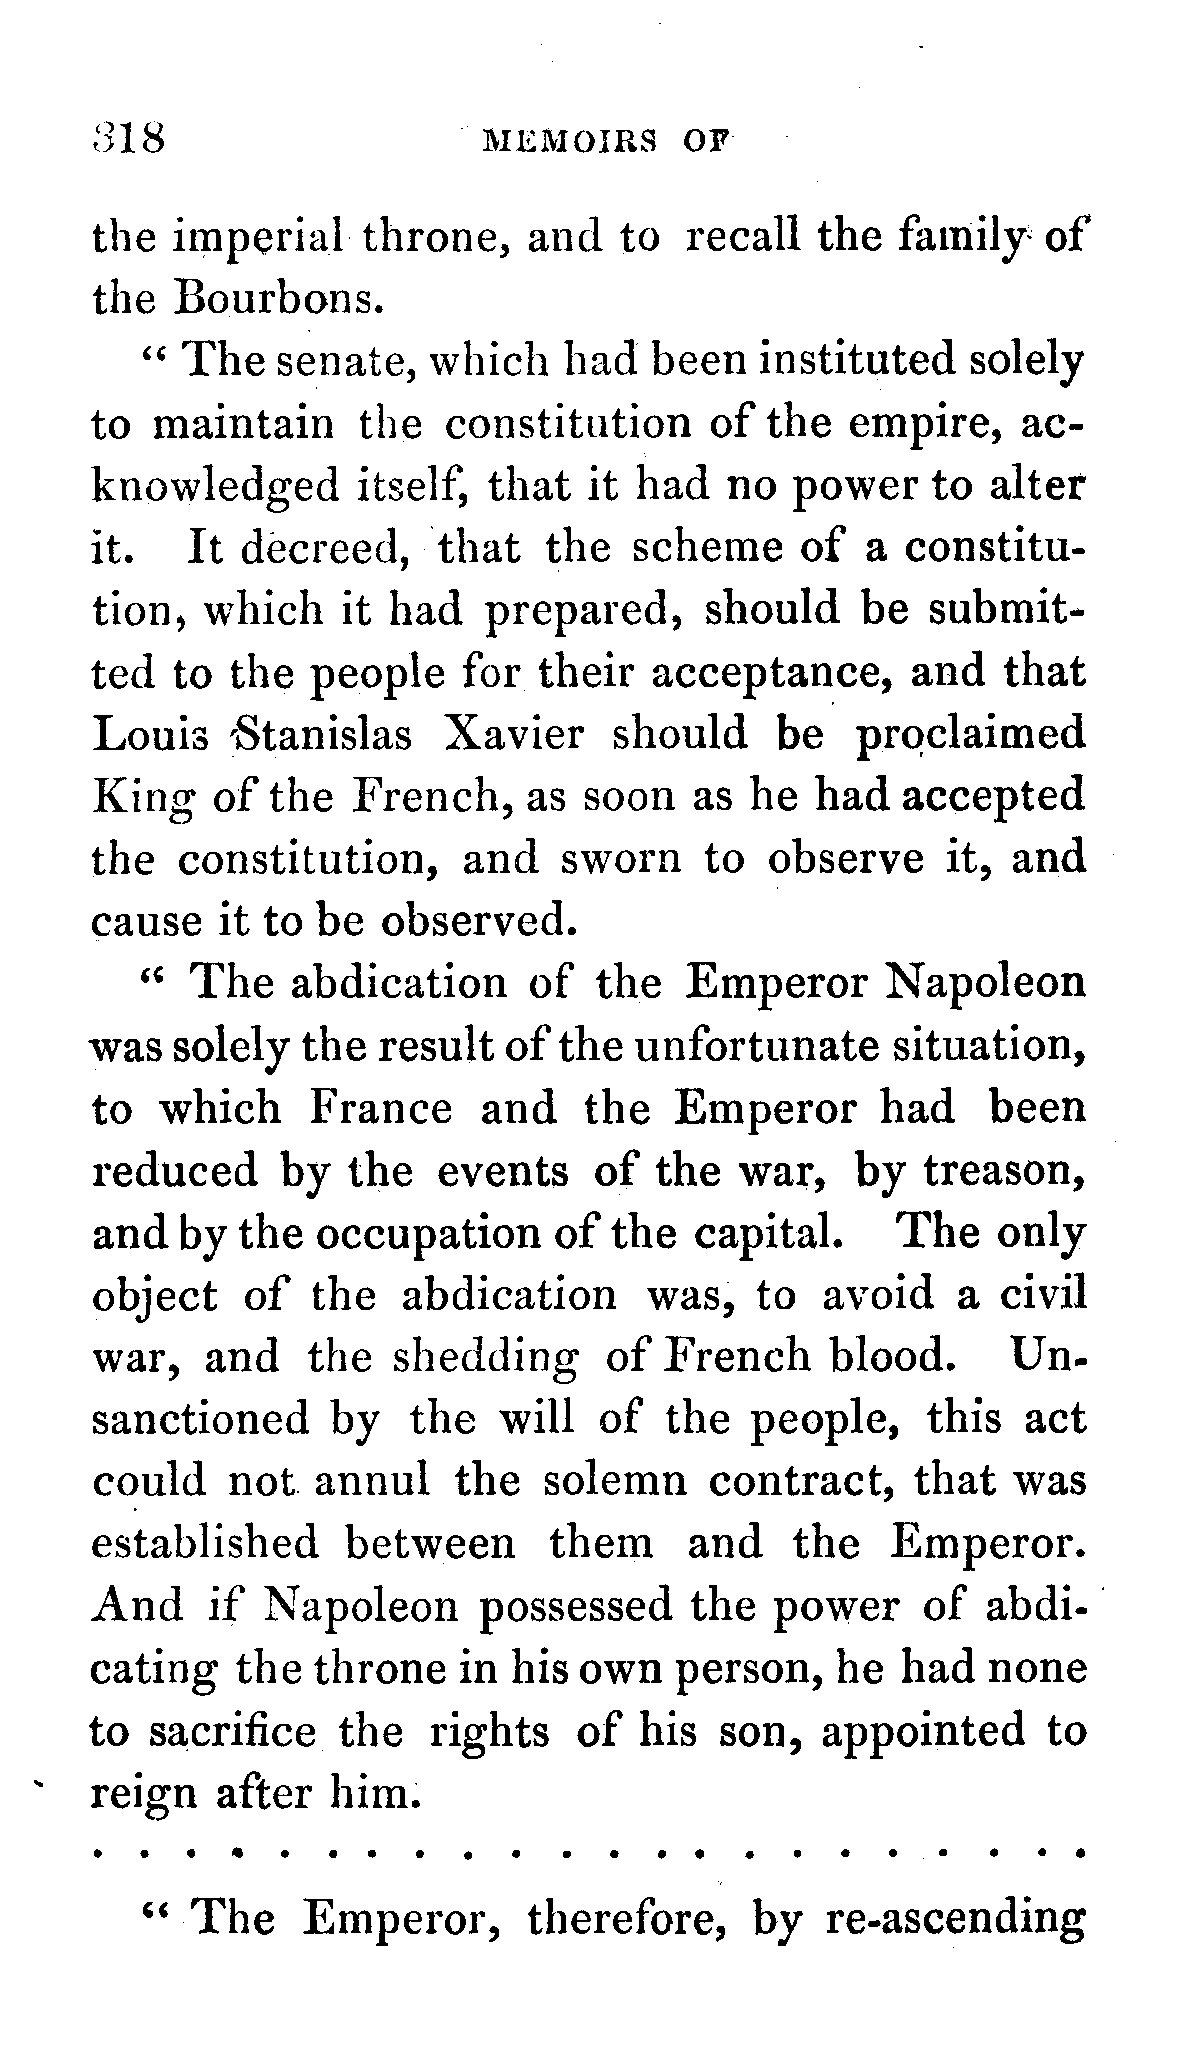 318 MEMOIRS OF
the imperial throne, and to recall the family of
the Bourbons.
“ The senate, which had been instituted solely
to maintain the constitution of the empire, ac-
knowledged itself, that it had no power to alter
it. It decreed, that the scheme of a constitu-
tion, which it had prepared, should be submit-
ted to the people for their acceptance, and that
Louis Stanislas Xavier should be proclaimed
King of the French, as soon as he had accepted
the constitution, and sworn to observe it, and
cause it to be observed.
“ The abdication of the Emperor Napoleon
was solely the result of the unfortunate situation,
to which France and the Emperor had been
reduced by the events of the war, by treason,
and by the occupation of the capital. The only
object of the abdication was, to avoid a civil
war, and the shedding of French blood. Un-
sanctioned by the will of the people, this act
could not annul the solemn contract, that was
established between them and the Emperor.
And if Napoleon possessed the power of abdi-
cating the throne in his own person, he had none
to sacrifice the rights of his son, appointed to
reign after him.
. . . . . . . . . . . . . . . . . . . . . .
“ The Emperor, therefore, by re-ascending